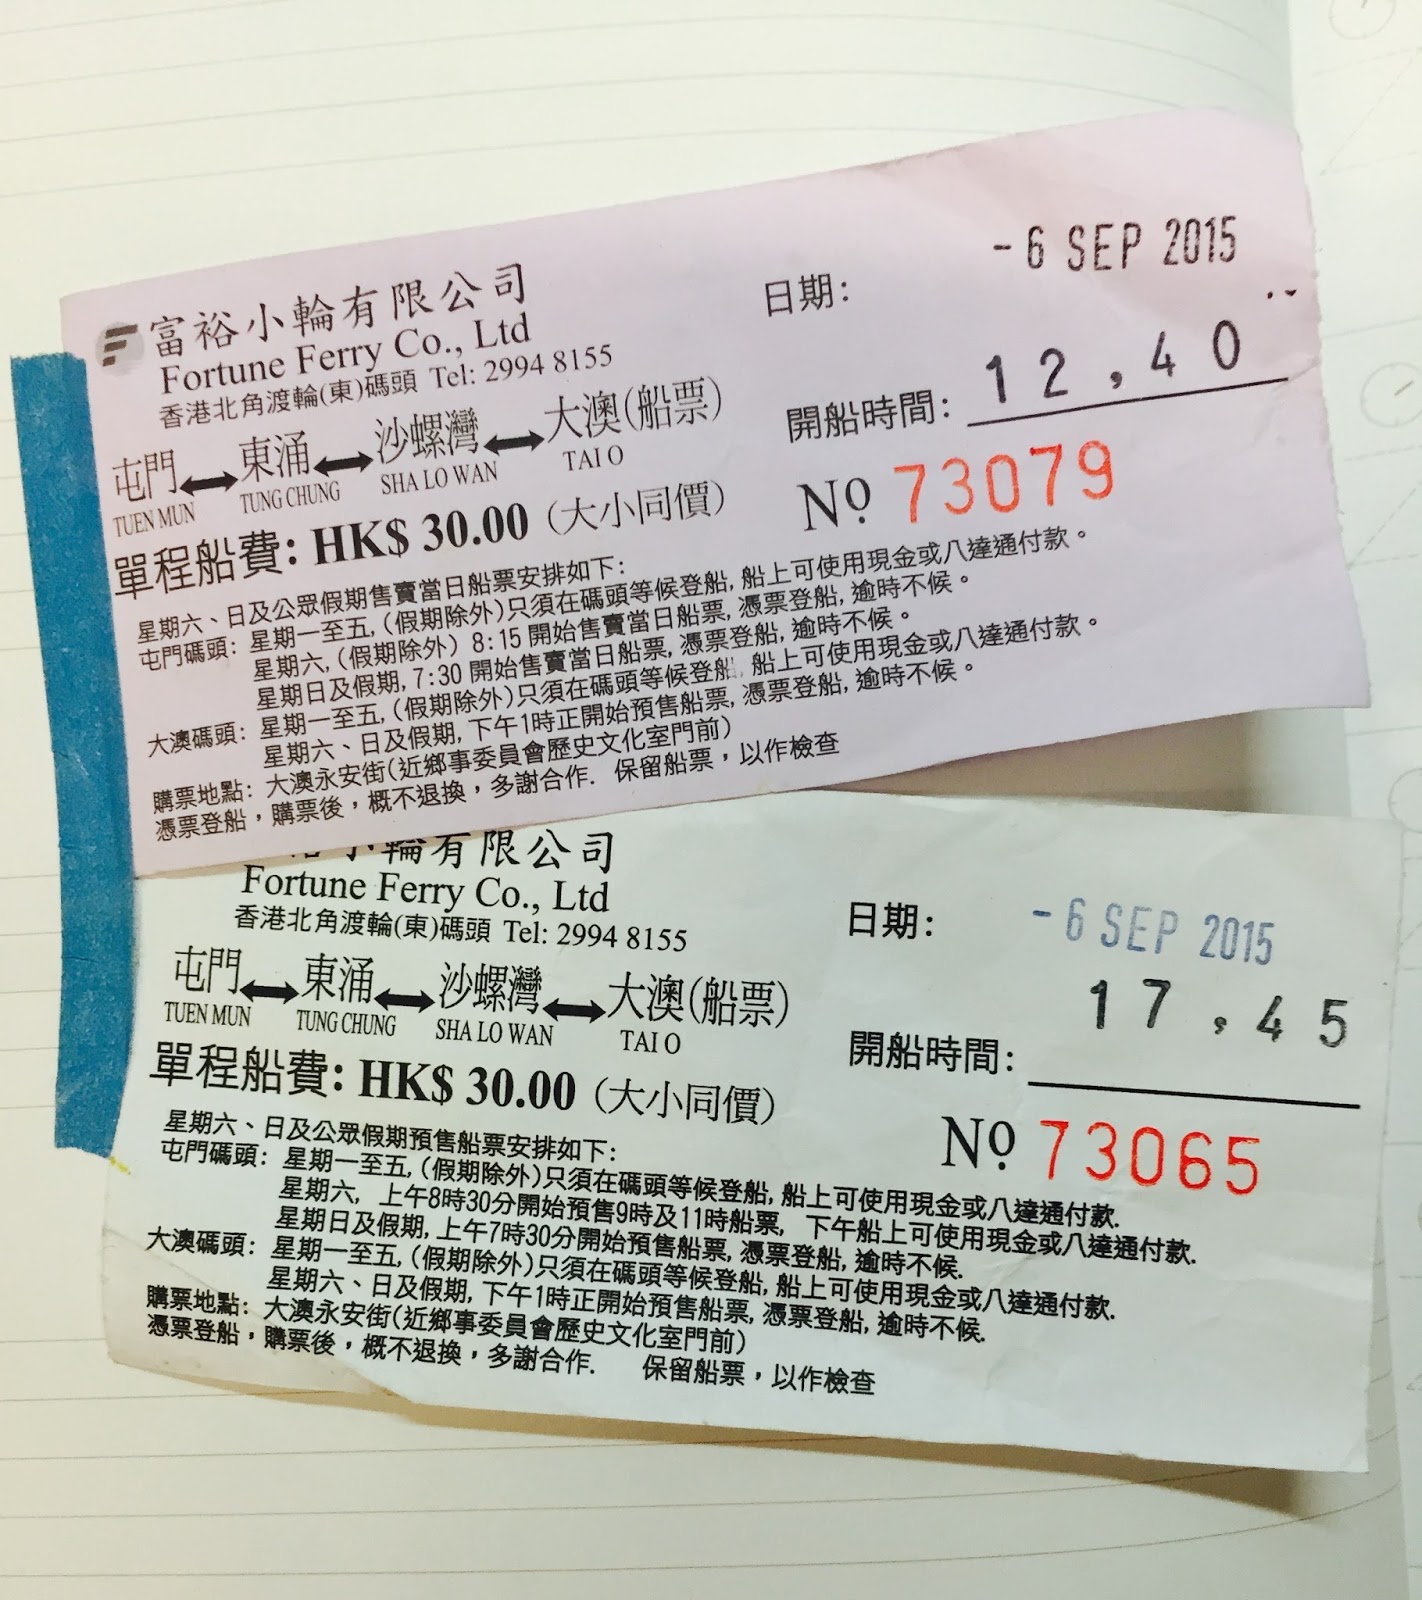 富裕小輪有限公司
Fortune Ferry Co., Ltd
香港北角渡輪(東)碼頭 Tel: 2994 8155
屯門 東涌 沙螺灣 大澳(船票)
TUEN MUN TUNG CHUNG SHA LO WAN TAI O
單程船費: HK$ 30.00 (大小同價)
日期: - 6 SEP 2015
開船時間: 12,40
No 73079
星期六、日及公眾假期售賣當日船票安排如下:
屯門碼頭: 星期一至五, (假期除外)只須在碼頭等候登船, 船上可使用現金或八達通付款。
星期六, (假期除外) 8:15 開始售賣當日船票, 憑票登船, 逾時不候。
星期日及假期, 7:30 開始售賣當日船票, 憑票登船, 逾時不候。
大澳碼頭: 星期一至五, (假期除外)只須在碼頭等候登船, 船上可使用現金或八達通付款。
星期六、日及假期, 下午1時正開始預售船票, 憑票登船, 逾時不候。
購票地點: 大澳永安街(近鄉事委員會歷史文化室門前)
憑票登船，購票後，概不退換，多謝合作. 保留船票，以作檢查
小輪有限公司
Fortune Ferry Co., Ltd
香港北角渡輪(東)碼頭 Tel: 2994 8155
屯門 東涌 沙螺灣 大澳(船票)
TUEN MUN TUNG CHUNG SHA LO WAN TAI O
單程船費: HK$ 30.00 (大小同價)
日期: - 6 SEP 2015
開船時間: 17,45
No 73065
星期六、日及公眾假期預售船票安排如下:
屯門碼頭: 星期一至五, (假期除外)只須在碼頭等候登船, 船上可使用現金或八達通付款.
星期六, 上午8時30分開始預售9時及11時船票, 下午船上可使用現金或八達通付款.
星期日及假期, 上午7時30分開始預售船票, 憑票登船, 逾時不候.
大澳碼頭: 星期一至五, (假期除外)只須在碼頭等候登船, 船上可使用現金或八達通付款.
星期六、日及假期, 下午1時正開始預售船票, 憑票登船, 逾時不候.
購票地點: 大澳永安街(近鄉事委員會歷史文化室門前)
憑票登船，購票後，概不退換，多謝合作. 保留船票，以作檢查